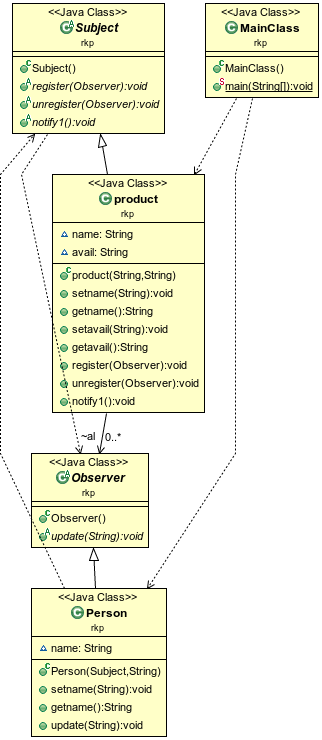 <<Java Class>>
Subject
rkp
Subject()
register(Observer):void
unregister(Observer):void
notify1():void
<<Java Class>>
MainClass
rkp
MainClass()
main(String[]):void
<<Java Class>>
product
rkp
name: String
avail: String
product(String,String)
setname(String):void
getname():String
setavail(String):void
getavail():String
register(Observer):void
unregister(Observer):void
notify1():void
~al 0..*
<<Java Class>>
Observer
rkp
Observer()
update(String):void
<<Java Class>>
Person
rkp
name: String
Person(Subject,String)
setname(String):void
getname():String
update(String):void